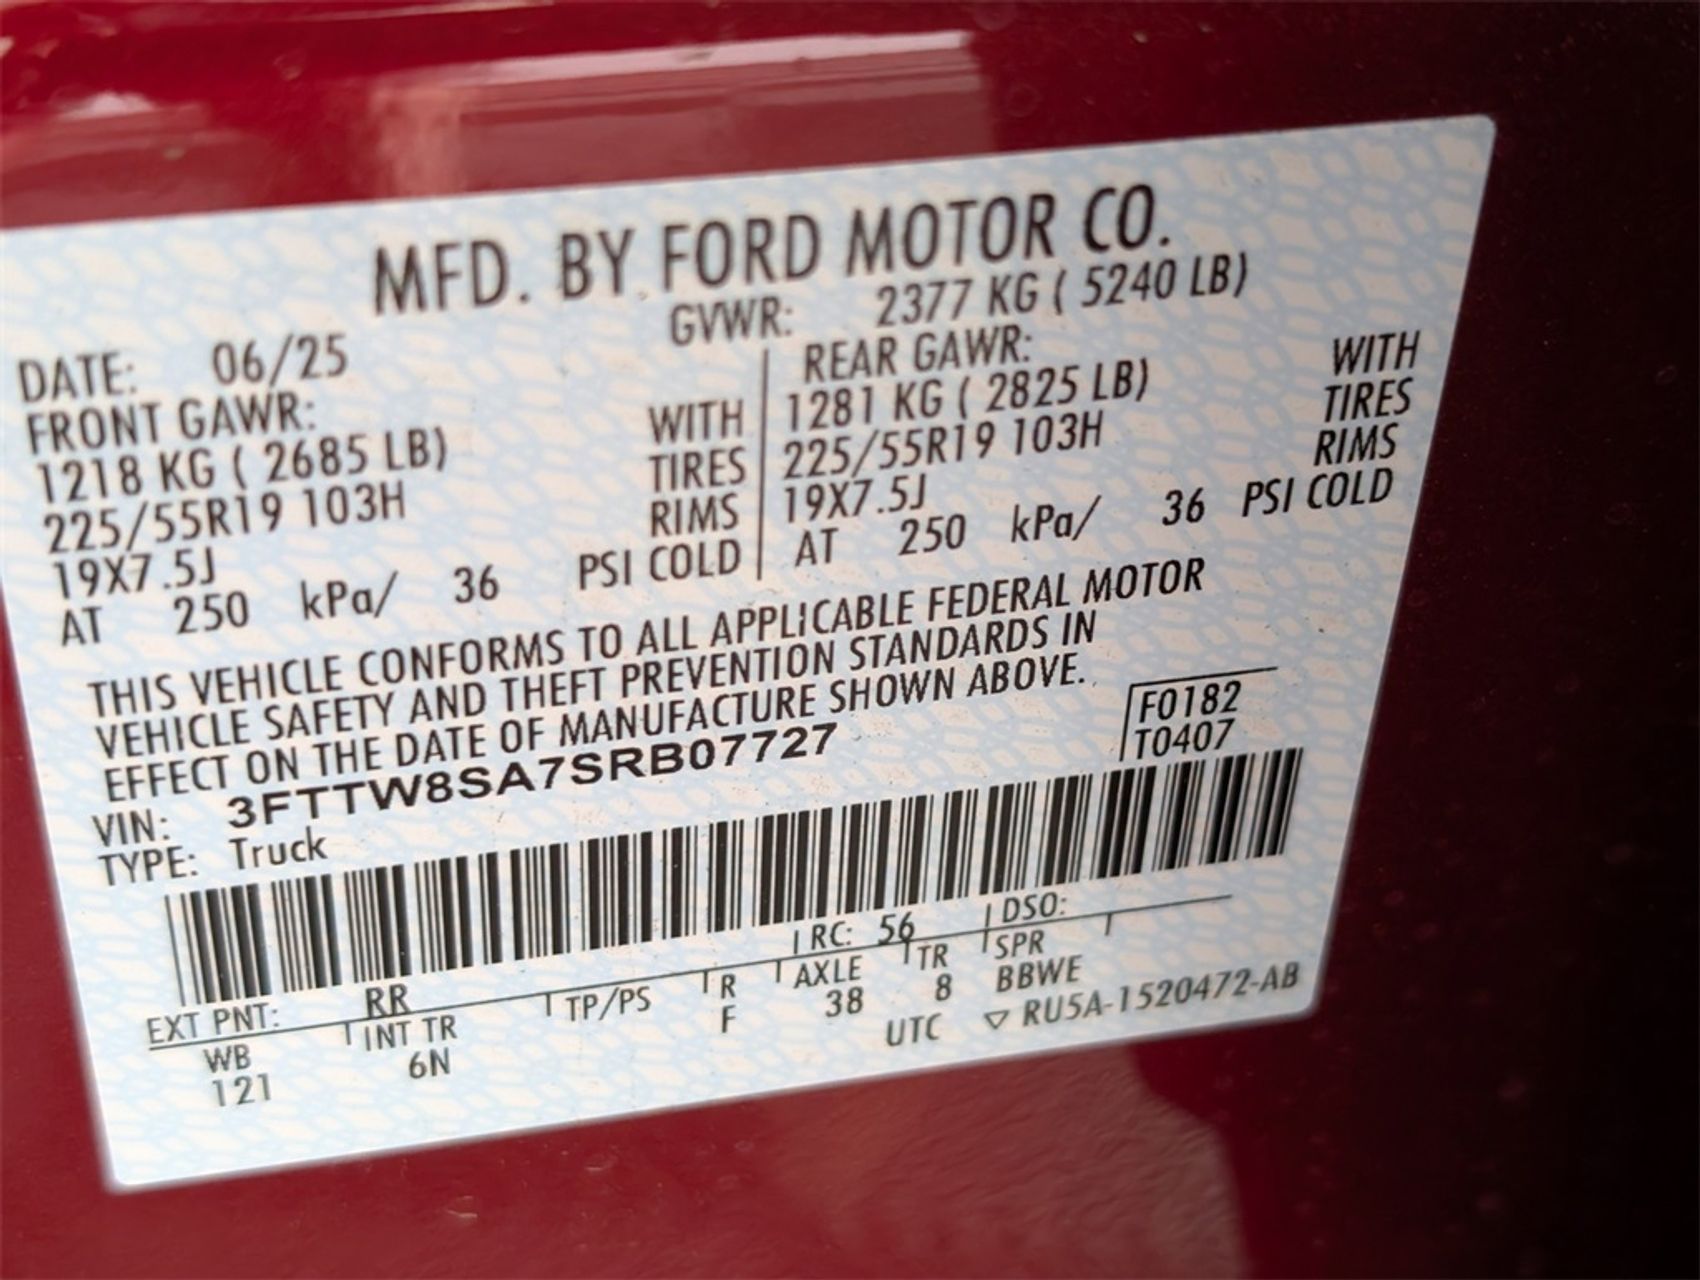 MFD. BY FORD MOTOR CO.
DATE: 06/25 GVWR: 2377 KG ( 5240 LB)
FRONT GAWR: REAR GAWR:
1218 KG ( 2685 LB) WITH 1281 KG ( 2825 LB) WITH
225/55R19 103H TIRES 225/55R19 103H TIRES
19X7.5J RIMS 19X7.5J RIMS
AT 250 kPa/ 36 PSI COLD AT 250 kPa/ 36 PSI COLD
THIS VEHICLE CONFORMS TO ALL APPLICABLE FEDERAL MOTOR
VEHICLE SAFETY AND THEFT PREVENTION STANDARDS IN
EFFECT ON THE DATE OF MANUFACTURE SHOWN ABOVE.
VIN: 3FTTW8SA7SRB07727 F0182
TYPE: Truck T0407
EXT PNT: RR RC: 56 DSO:
WB INT TR TP/PS R AXLE TR SPR
121 6N F 38 8 BBWE
UTC ▽ RU5A-1520472-AB